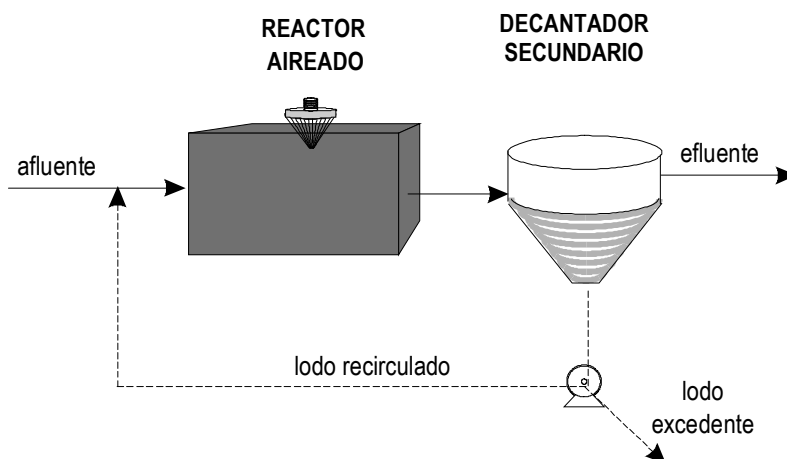 REACTOR
AIREADO
DECANTADOR
SECUNDARIO
afluente
efluente
lodo recirculado
lodo
excedente